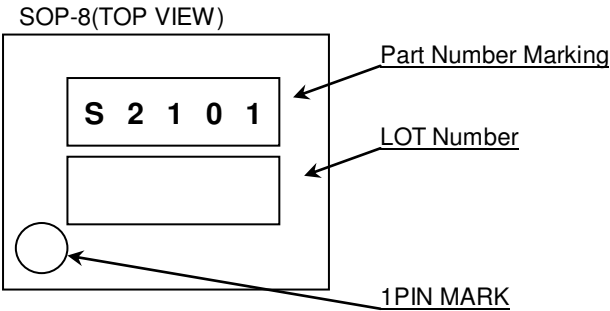 SOP-8(TOP VIEW)
Part Number Marking
S 2 1 0 1
LOT Number
1PIN MARK